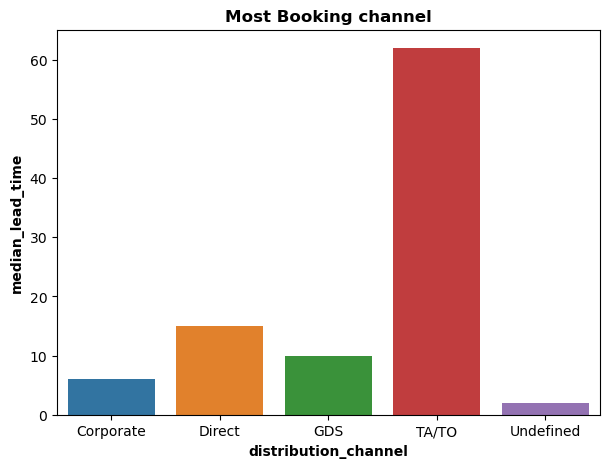 Most Booking channel
median_lead_time
60
50
40
30
20
10
0
Corporate Direct GDS TA/TO Undefined
distribution_channel